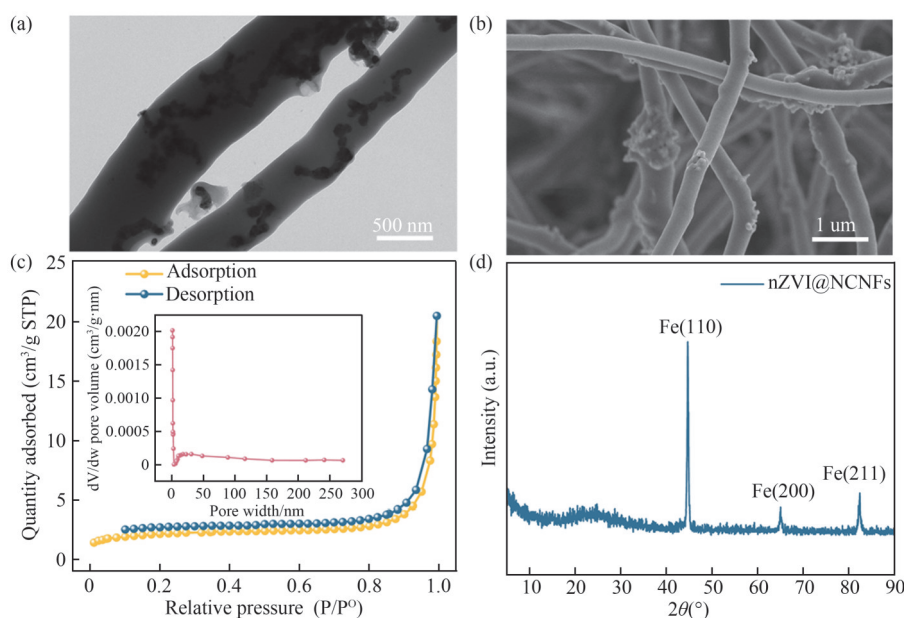 (a)
500 nm
(b)
1 um
(c)
Quantity adsorbed (cm³/g STP)
25
20
15
10
5
0
Adsorption
Desorption
dV/dw pore volume (cm³/g·nm)
0.0020
0.0015
0.0010
0.0005
0
0 50 100 150 200 250 300
Pore width/nm
0 0.2 0.4 0.6 0.8 1.0
Relative pressure (P/P⁰)
(d)
nZVI@NCNFs
Fe(110)
Fe(200)
Fe(211)
Intensity (a.u.)
10 20 30 40 50 60 70 80 90
2θ(°)